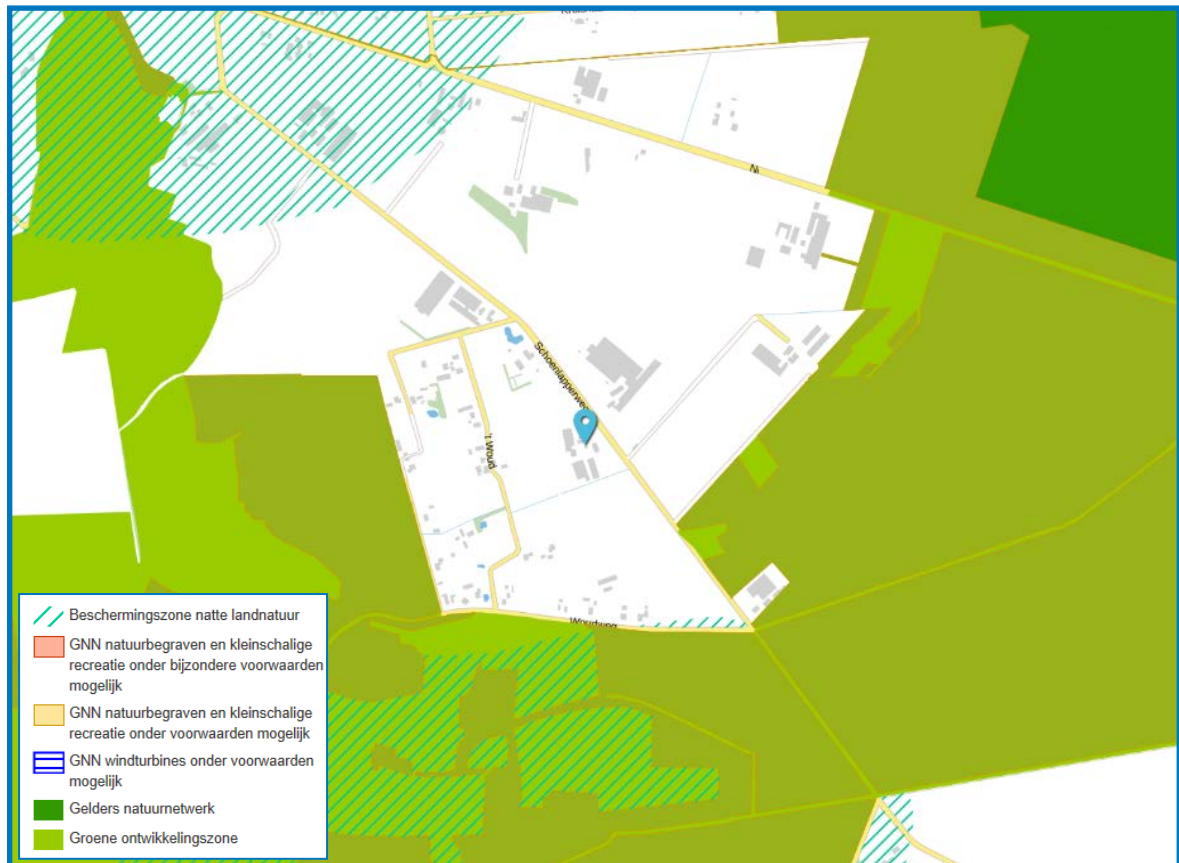 Schoenlapperweg
't Woud
Woudweg
Beschermingszone natte landnatuur
GNN natuurbegraven en kleinschalige
recreatie onder bijzondere voorwaarden
mogelijk
GNN natuurbegraven en kleinschalige
recreatie onder voorwaarden mogelijk
GNN windturbines onder voorwaarden
mogelijk
Gelders natuurnetwerk
Groene ontwikkelingszone